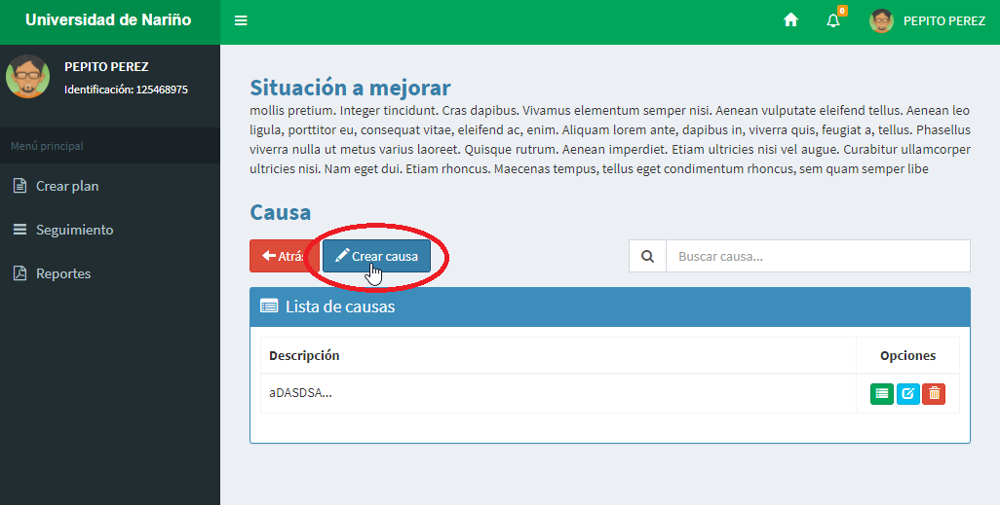 Universidad de Nariño
0
PEPITO PEREZ
PEPITO PEREZ
Identificación: 125468975
Menú principal
Crear plan
Seguimiento
Reportes
Situación a mejorar
mollis pretium. Integer tincidunt. Cras dapibus. Vivamus elementum semper nisi. Aenean vulputate eleifend tellus. Aenean leo
ligula, porttitor eu, consequat vitae, eleifend ac, enim. Aliquam lorem ante, dapibus in, viverra quis, feugiat a, tellus. Phasellus
viverra nulla ut metus varius laoreet. Quisque rutrum. Aenean imperdiet. Etiam ultricies nisi vel augue. Curabitur ullamcorper
ultricies nisi. Nam eget dui. Etiam rhoncus. Maecenas tempus, tellus eget condimentum rhoncus, sem quam semper libe
Causa
Atrás
Crear causa
Buscar causa...
Lista de causas
Descripción
Opciones
aDASDSA...